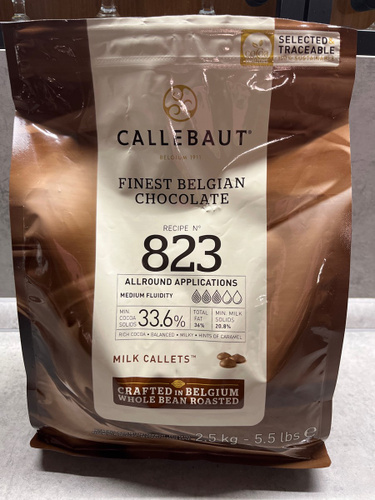 SELECTED
TRACEABLE
CALLEBAUT®
BELGIUM 1911
FINEST BELGIAN
CHOCOLATE
RECIPE N°
823
ALLROUND APPLICATIONS
MEDIUM FLUIDITY
MIN. COCOA SOLIDS 33.6%
TOTAL FAT 36%
MIN. MILK SOLIDS 20.8%
RICH COCOA • BALANCED • MILKY • HINTS OF CARAMEL
MILK CALLETS™
CRAFTED IN BELGIUM
WHOLE BEAN ROASTED
2.5 kg - 5.5 lbs e